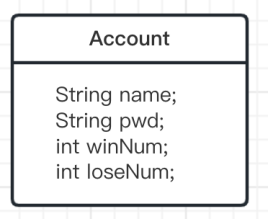 Account
String name;
String pwd;
int winNum;
int loseNum;